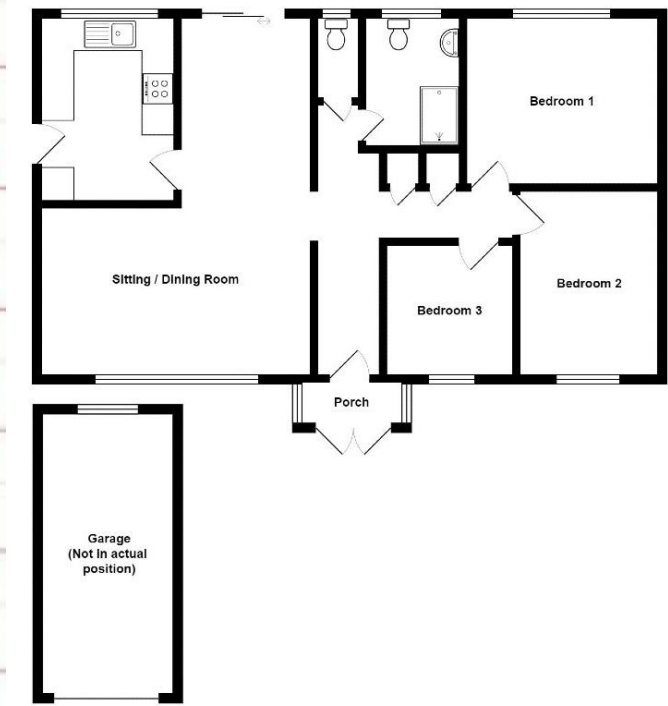 Bedroom 1
Sitting / Dining Room
Bedroom 2
Bedroom 3
Porch
Garage
(Not in actual
position)